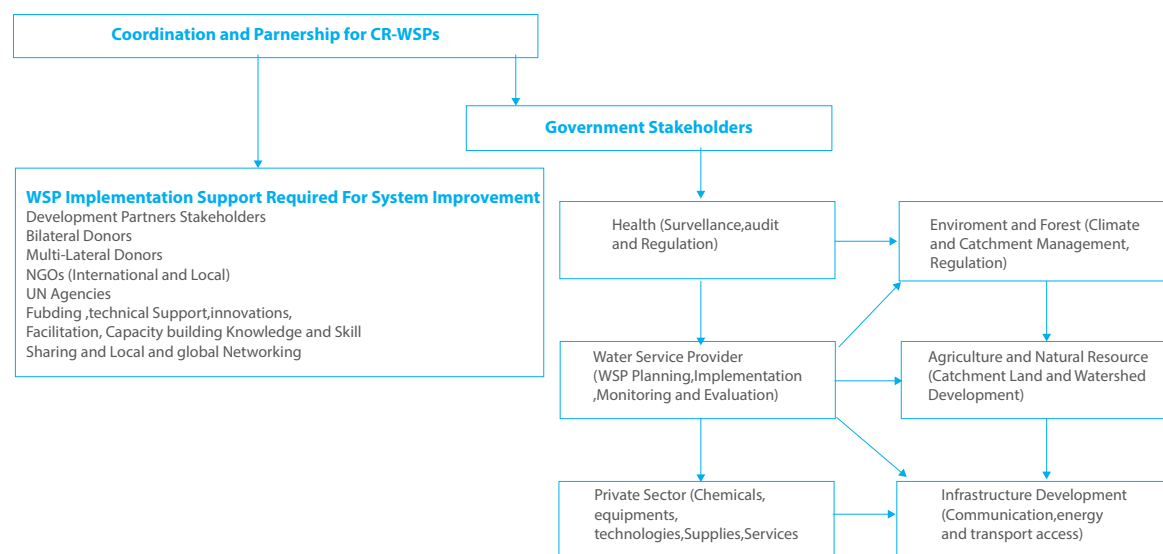 Coordination and Parnership for CR-WSPs
Government Stakeholders
WSP Implementation Support Required For System Improvement
Development Partners Stakeholders
Bilateral Donors
Multi-Lateral Donors
NGOs (International and Local)
UN Agencies
Fubding ,technical Support,innovations,
Facilitation, Capacity building Knowledge and Skill
Sharing and Local and global Networking
Health (Survellance,audit
and Regulation)
Enviroment and Forest (Climate
and Catchment Management,
Regulation)
Water Service Provider
(WSP Planning,Implementation
,Monitoring and Evaluation)
Agriculture and Natural Resource
(Catchment Land and Watershed
Development)
Private Sector (Chemicals,
equipments,
technologies,Supplies,Services
Infrastructure Development
(Communication,energy
and transport access)